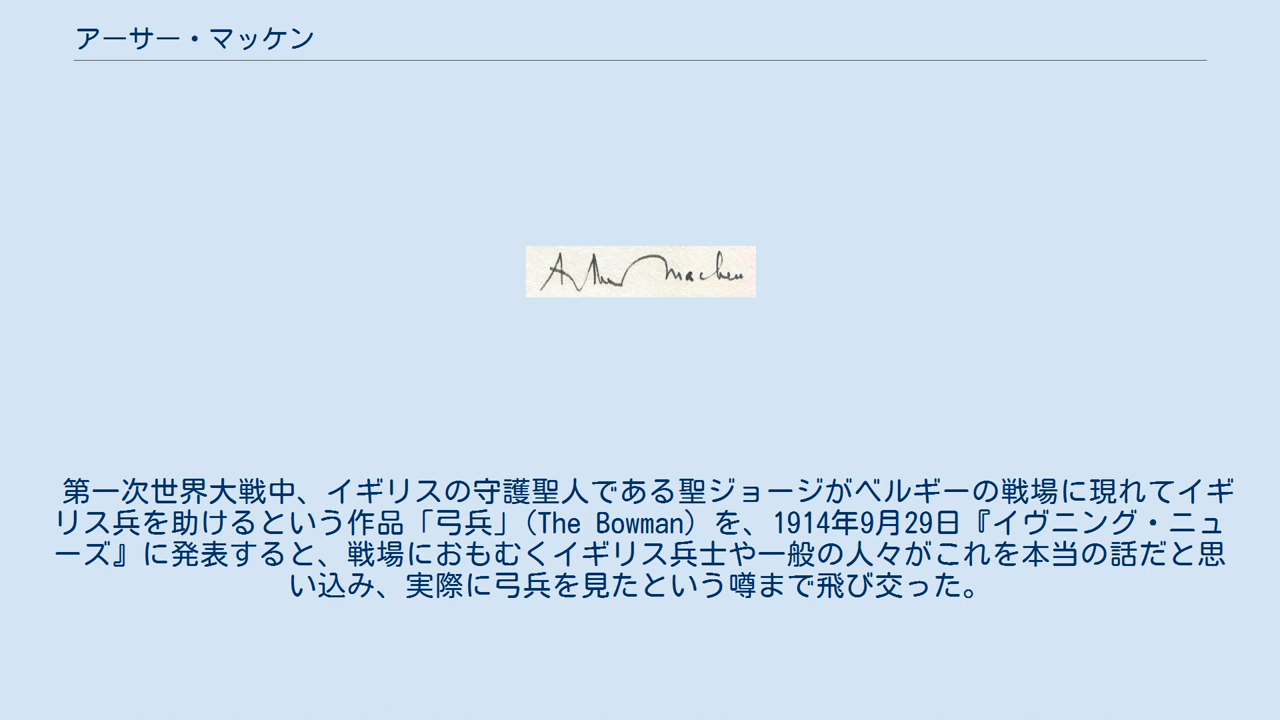 アーサー・マッケン
Arthur Machen
第一次世界大戦中、イギリスの守護聖人である聖ジョージがベルギーの戦場に現れてイギ
リス兵を助けるという作品「弓兵」(The Bowman) を、1914年9月29日『イヴニング・ニュ
ーズ』に発表すると、戦場におもむくイギリス兵士や一般の人々がこれを本当の話だと思
い込み、実際に弓兵を見たという噂まで飛び交った。